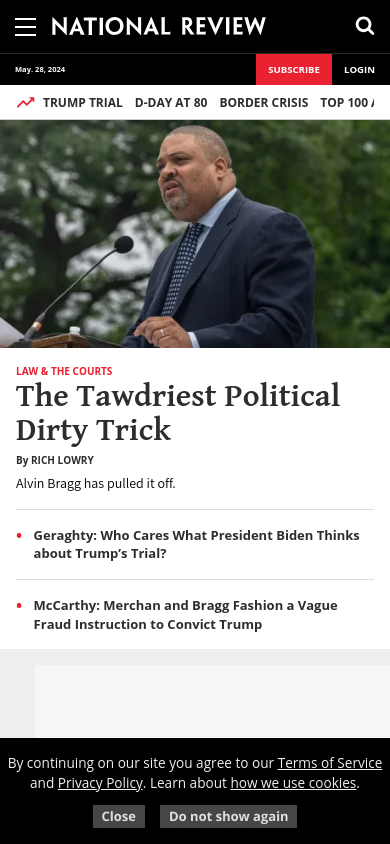 NATIONAL REVIEW
May. 28, 2024
SUBSCRIBE
LOGIN
TRUMP TRIAL
D-DAY AT 80
BORDER CRISIS
TOP 100
LAW & THE COURTS
The Tawdriest Political
Dirty Trick
By RICH LOWRY
Alvin Bragg has pulled it off.
Geraghty: Who Cares What President Biden Thinks
about Trump’s Trial?
McCarthy: Merchan and Bragg Fashion a Vague
Fraud Instruction to Convict Trump
By continuing on our site you agree to our Terms of Service
and Privacy Policy. Learn about how we use cookies.
Close
Do not show again